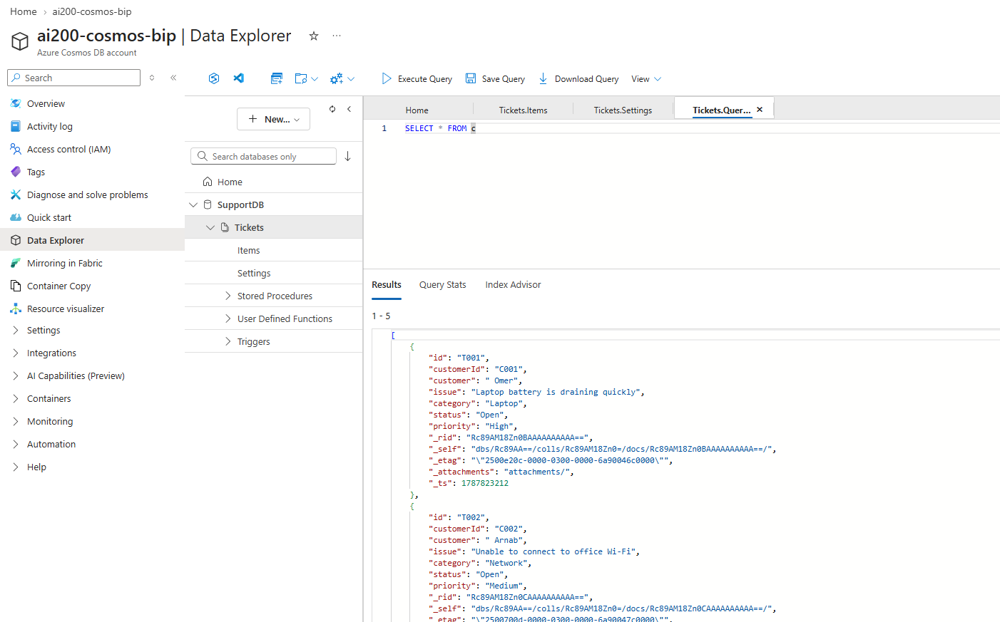 Home > ai200-cosmos-bip
ai200-cosmos-bip | Data Explorer
Azure Cosmos DB account
Search
Overview
Activity log
Access control (IAM)
Tags
Diagnose and solve problems
Quick start
Data Explorer
Mirroring in Fabric
Container Copy
Resource visualizer
Settings
Integrations
AI Capabilities (Preview)
Containers
Monitoring
Automation
Help
Execute Query Save Query Download Query View
+ New...
Search databases only
Home
SupportDB
Tickets
Items
Settings
Stored Procedures
User Defined Functions
Triggers
Home Tickets.Items Tickets.Settings Tickets.Quer...
1 SELECT * FROM c
Results Query Stats Index Advisor
1 - 5
[
{
"id": "T001",
"customerId": "C001",
"customer": " Omer",
"issue": "Laptop battery is draining quickly",
"category": "Laptop",
"status": "Open",
"priority": "High",
"_rid": "Rc89AM18Zn0BAAAAAAAAAA==",
"_self": "dbs/Rc89AA==/colls/Rc89AM18Zn0=/docs/Rc89AM18Zn0BAAAAAAAAAA==/",
"_etag": "\"2500e20c-0000-0300-0000-6a90046c0000\"",
"_attachments": "attachments/",
"_ts": 1787823212
},
{
"id": "T002",
"customerId": "C002",
"customer": " Arnab",
"issue": "Unable to connect to office Wi-Fi",
"category": "Network",
"status": "Open",
"priority": "Medium",
"_rid": "Rc89AM18Zn0CAAAAAAAAAA==",
"_self": "dbs/Rc89AA==/colls/Rc89AM18Zn0=/docs/Rc89AM18Zn0CAAAAAAAAAA==/",
"_etag": "\"2500700d-0000-0300-0000-6a90047c0000\"",